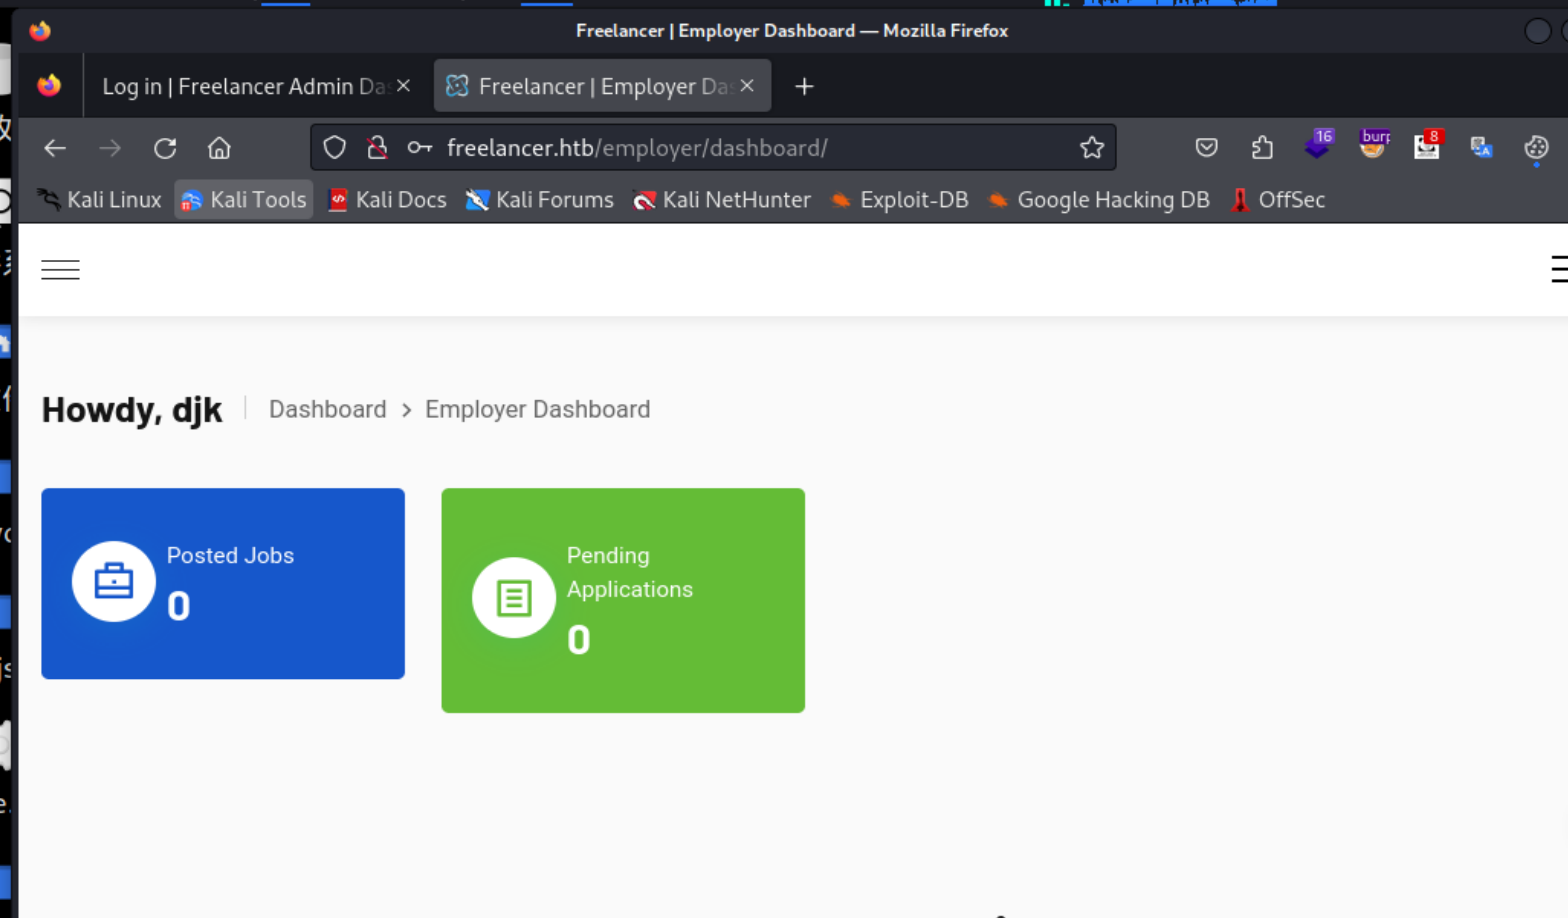 Freelancer | Employer Dashboard — Mozilla Firefox
Log in | Freelancer Admin Da
Freelancer | Employer Da
freelancer.htb/employer/dashboard/
16
burp
8
Kali Linux
Kali Tools
Kali Docs
Kali Forums
Kali NetHunter
Exploit-DB
Google Hacking DB
OffSec
Howdy, djk
Dashboard > Employer Dashboard
Posted Jobs
0
Pending
Applications
0